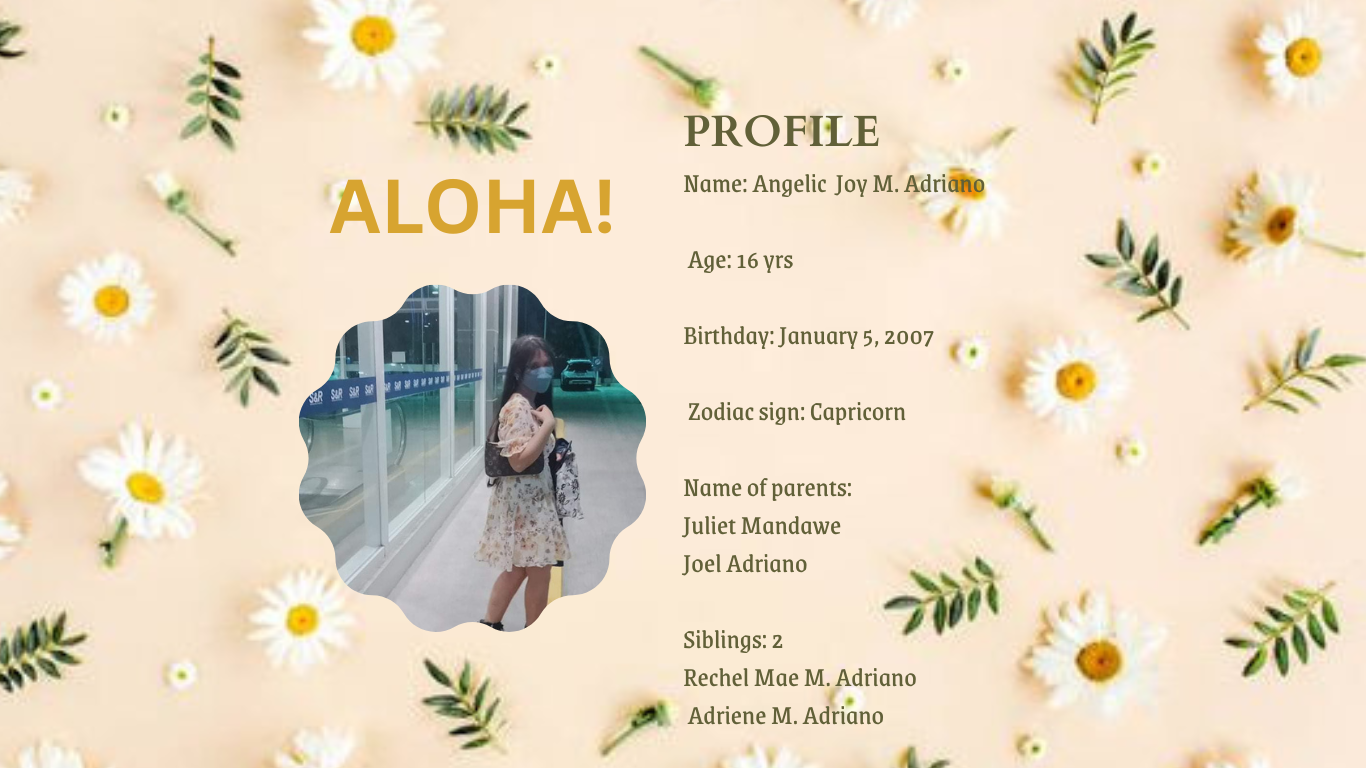 ALOHA!
S&R S&R S&R S&R
PROFILE
Name: Angelic Joy M. Adriano
Age: 16 yrs
Birthday: January 5, 2007
Zodiac sign: Capricorn
Name of parents:
Juliet Mandawe
Joel Adriano
Siblings: 2
Rechel Mae M. Adriano
Adriene M. Adriano